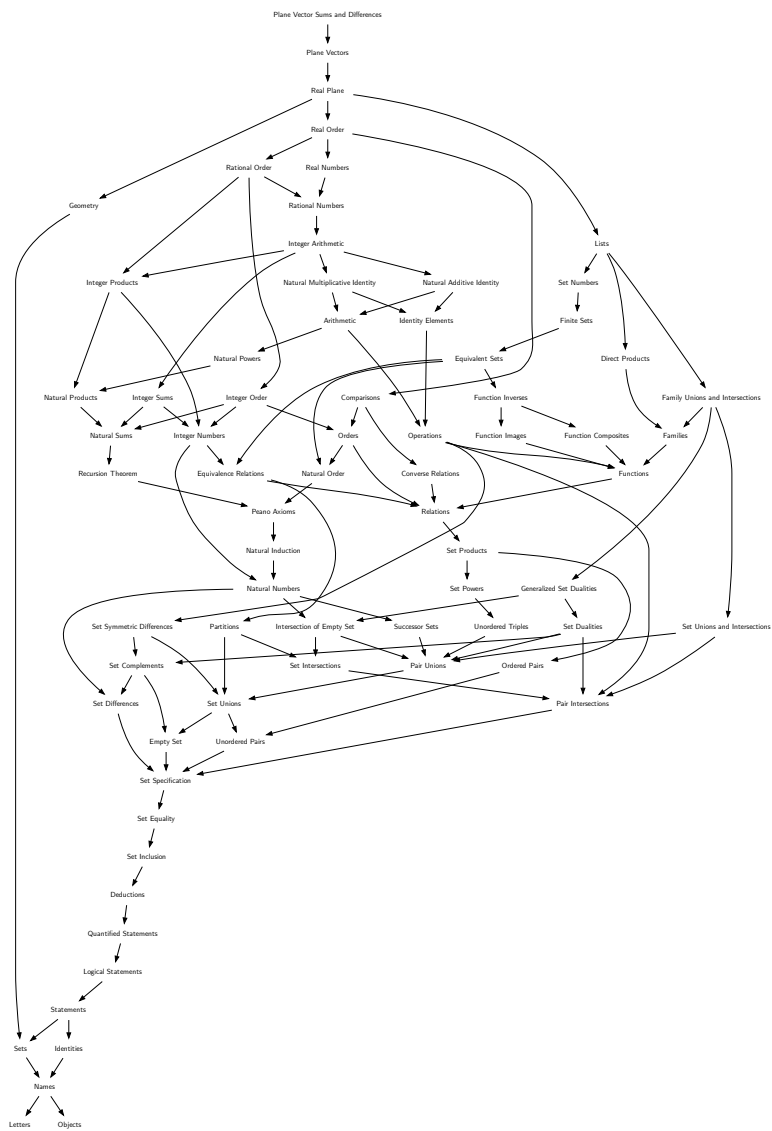 Plane Vector Sums and Differences
Plane Vectors
Real Plane
Real Order
Rational Order
Real Numbers
Geometry
Rational Numbers
Integer Arithmetic
Lists
Integer Products
Natural Multiplicative Identity
Natural Additive Identity
Set Numbers
Arithmetic
Identity Elements
Finite Sets
Natural Powers
Equivalent Sets
Direct Products
Natural Products
Integer Sums
Integer Order
Comparisons
Function Inverses
Family Unions and Intersections
Natural Sums
Integer Numbers
Orders
Operations
Function Images
Function Composites
Families
Recursion Theorem
Equivalence Relations
Natural Order
Converse Relations
Functions
Peano Axioms
Relations
Natural Induction
Set Products
Natural Numbers
Set Powers
Generalized Set Dualities
Set Symmetric Differences
Partitions
Intersection of Empty Set
Successor Sets
Unordered Triples
Set Dualities
Set Unions and Intersections
Set Complements
Set Intersections
Pair Unions
Ordered Pairs
Set Differences
Set Unions
Pair Intersections
Empty Set
Unordered Pairs
Set Specification
Set Equality
Set Inclusion
Deductions
Quantified Statements
Logical Statements
Statements
Sets
Identities
Names
Letters
Objects